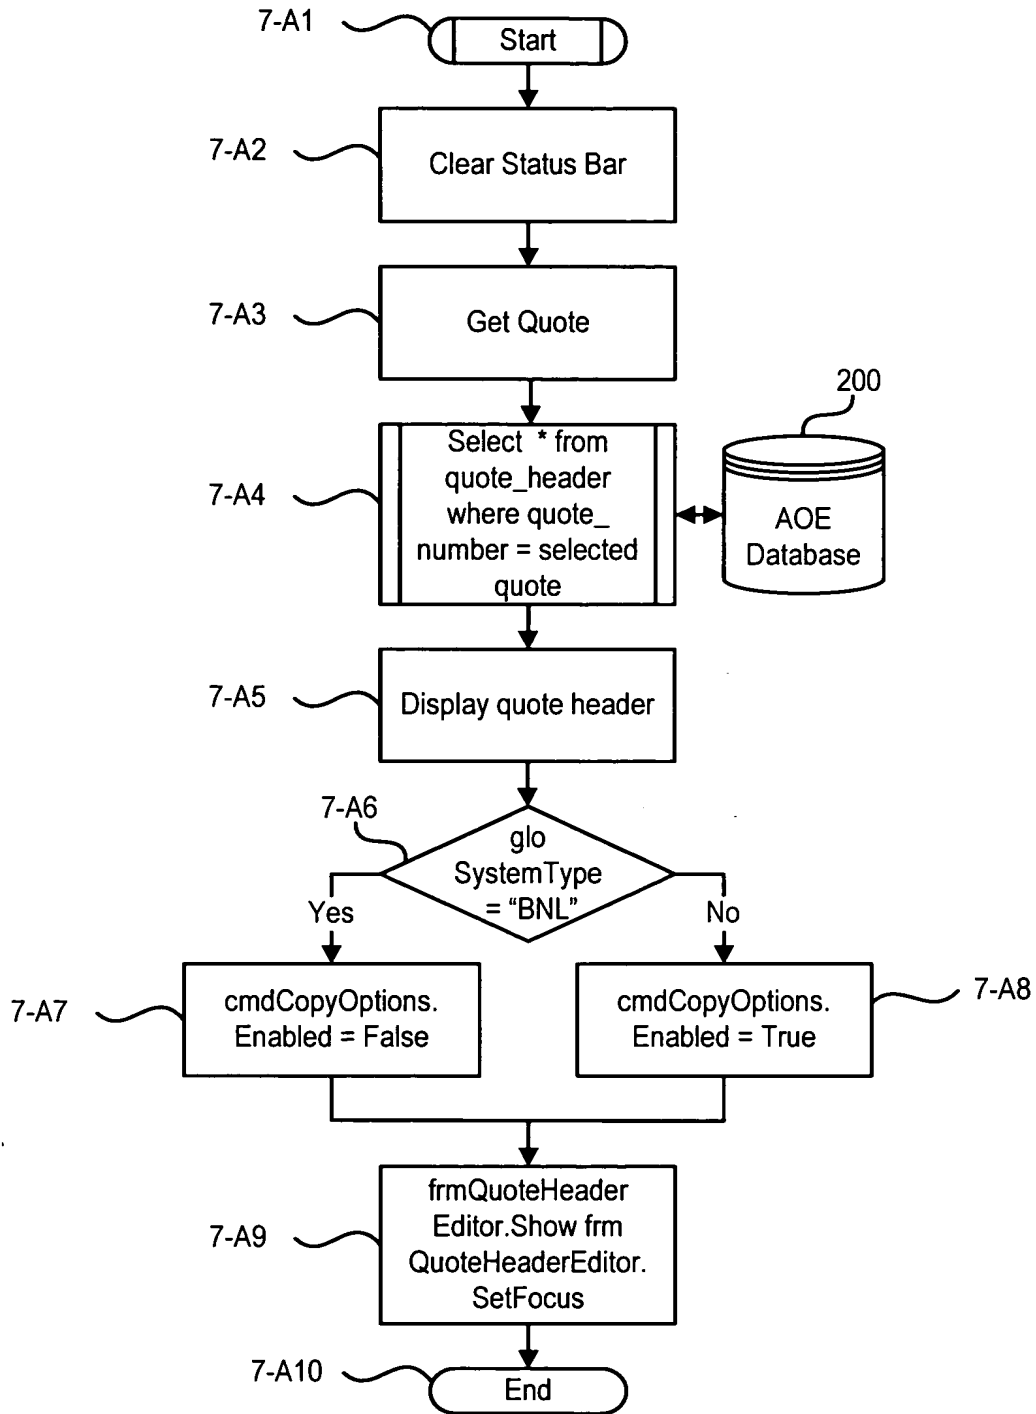 7-A1
Start
7-A2
Clear Status Bar
7-A3
Get Quote
200
7-A4
Select * from
quote_header
where quote_
number = selected
quote
AOE
Database
7-A5
Display quote header
7-A6
glo
SystemType
= “BNL”
Yes
No
7-A7
cmdCopyOptions.
Enabled = False
cmdCopyOptions.
Enabled = True
7-A8
7-A9
frmQuoteHeader
Editor.Show frm
QuoteHeaderEditor.
SetFocus
7-A10
End